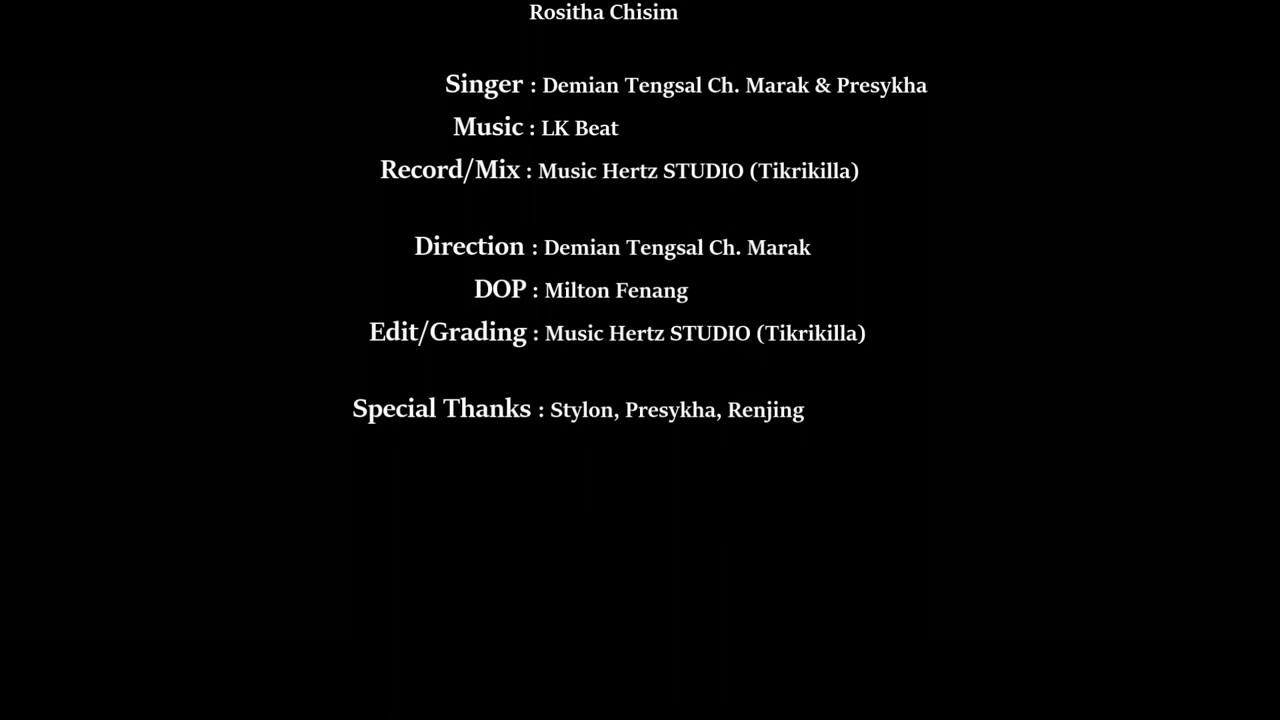 Rositha Chisim
Singer : Demian Tengsal Ch. Marak & Presykha
Music : LK Beat
Record/Mix : Music Hertz STUDIO (Tikrikilla)
Direction : Demian Tengsal Ch. Marak
DOP : Milton Fenang
Edit/Grading : Music Hertz STUDIO (Tikrikilla)
Special Thanks : Stylon, Presykha, Renjing